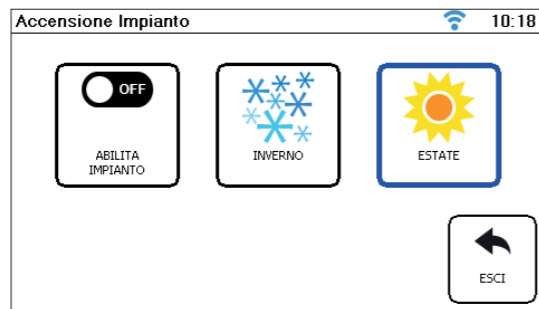 Accensione Impianto 10:18
OFF
ABILITA
IMPIANTO
INVERNO
ESTATE
ESCI